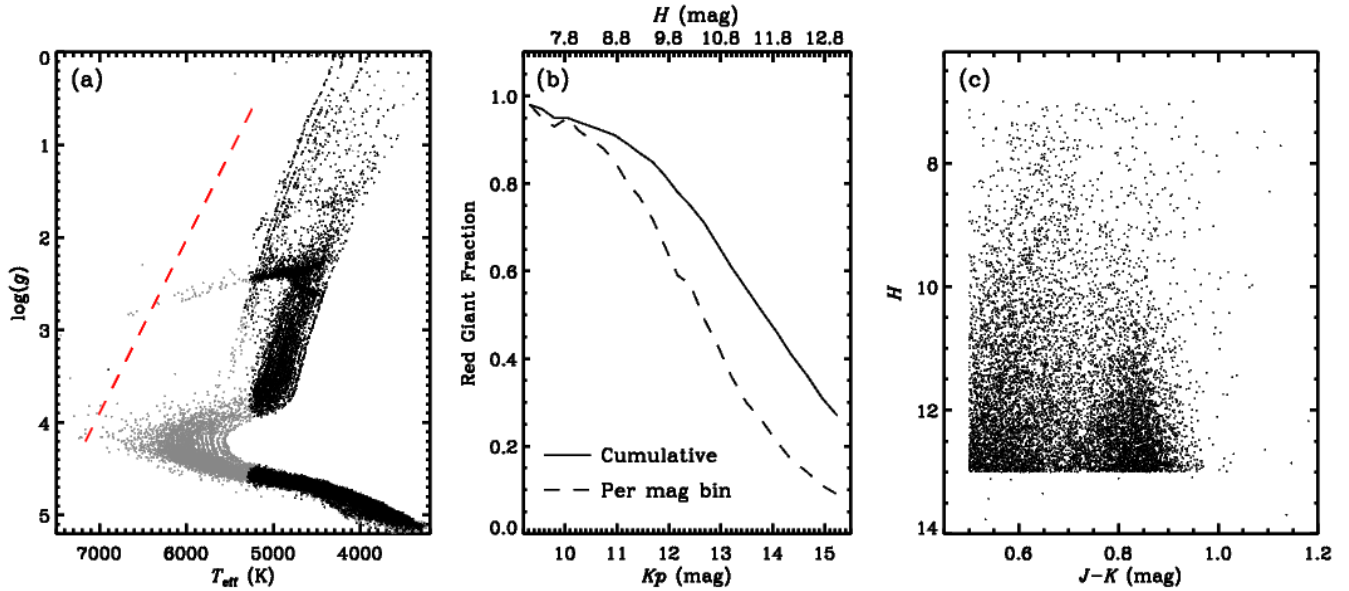 (a)
log(g)
0
1
2
3
4
5
7000 6000 5000 4000
Teff (K)
H (mag)
7.8 8.8 9.8 10.8 11.8 12.8
(b)
Red Giant Fraction
1.0
0.8
0.6
0.4
0.2
0.0
Cumulative
Per mag bin
10 11 12 13 14 15
Kp (mag)
(c)
H
8
10
12
14
0.6 0.8 1.0 1.2
J−K (mag)